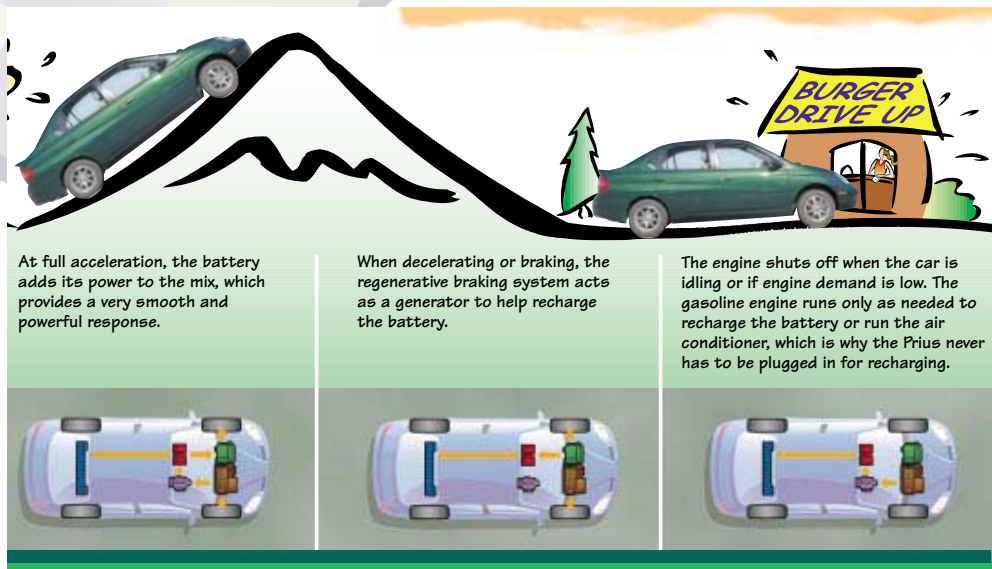 BURGER
DRIVE UP
At full acceleration, the battery
adds its power to the mix, which
provides a very smooth and
powerful response.
When decelerating or braking, the
regenerative braking system acts
as a generator to help recharge
the battery.
The engine shuts off when the car is
idling or if engine demand is low. The
gasoline engine runs only as needed to
recharge the battery or run the air
conditioner, which is why the Prius never
has to be plugged in for recharging.